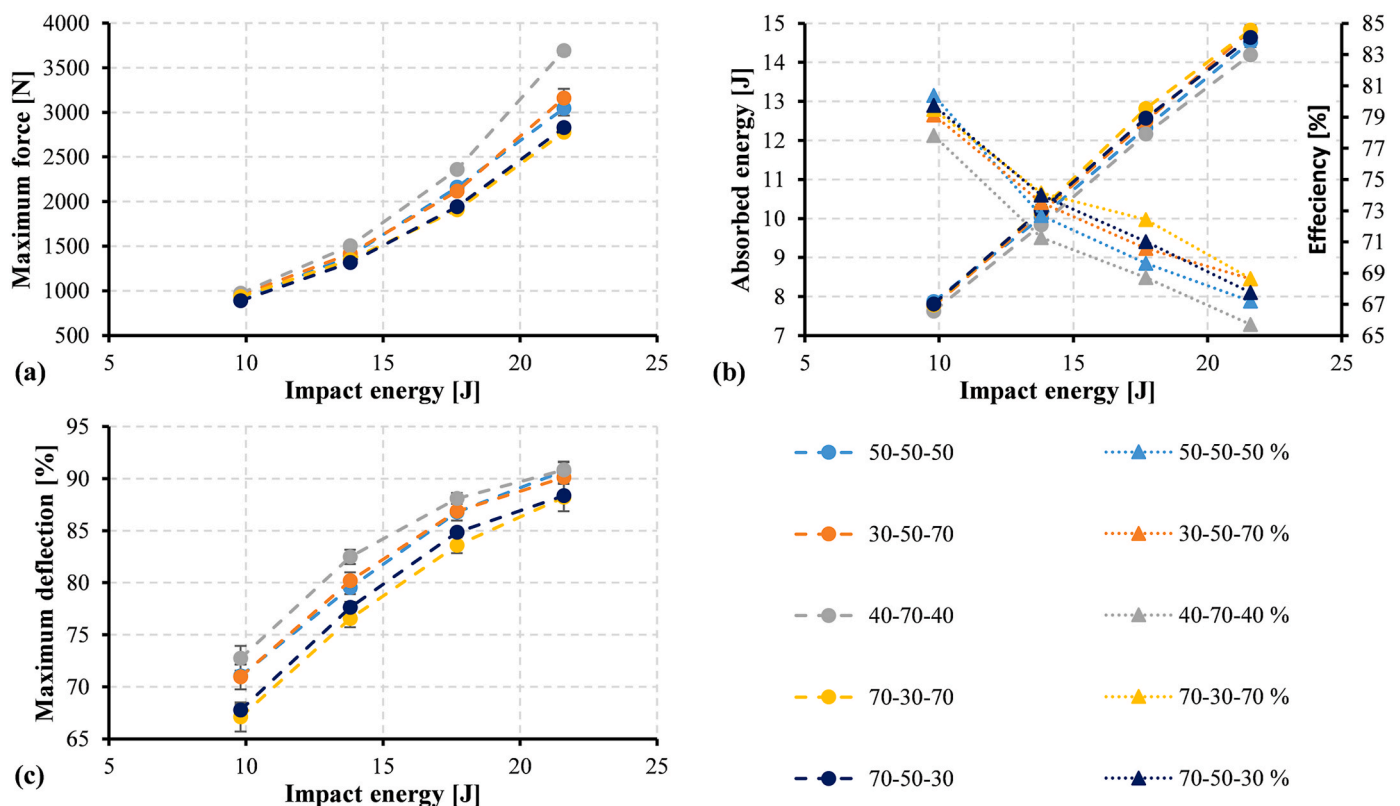 Maximum force [N]
4000
3500
3000
2500
2000
1500
1000
500
5 10 15 20 25
Impact energy [J]
(a)
Absorbed energy [J]
15
14
13
12
11
10
9
8
7
85
83
81
79
77
75
73
71
69
67
65
Effeciency [%]
5 10 15 20 25
Impact energy [J]
(b)
Maximum deflection [%]
95
90
85
80
75
70
65
5 10 15 20 25
Impact energy [J]
(c)
50-50-50 50-50-50 %
30-50-70 30-50-70 %
40-70-40 40-70-40 %
70-30-70 70-30-70 %
70-50-30 70-50-30 %